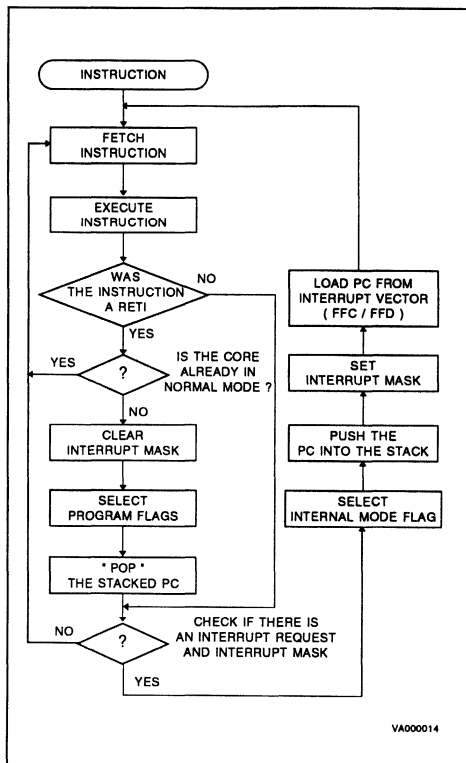 INSTRUCTION
FETCH
INSTRUCTION
EXECUTE
INSTRUCTION
WAS
THE INSTRUCTION
A RETI
NO
YES
YES
?
IS THE CORE
ALREADY IN
NORMAL MODE ?
NO
CLEAR
INTERRUPT MASK
SELECT
PROGRAM FLAGS
" POP "
THE STACKED PC
NO
?
CHECK IF THERE IS
AN INTERRUPT REQUEST
AND INTERRUPT MASK
YES
LOAD PC FROM
INTERRUPT VECTOR
( FFC / FFD )
SET
INTERRUPT MASK
PUSH THE
PC INTO THE STACK
SELECT
INTERNAL MODE FLAG
VA000014